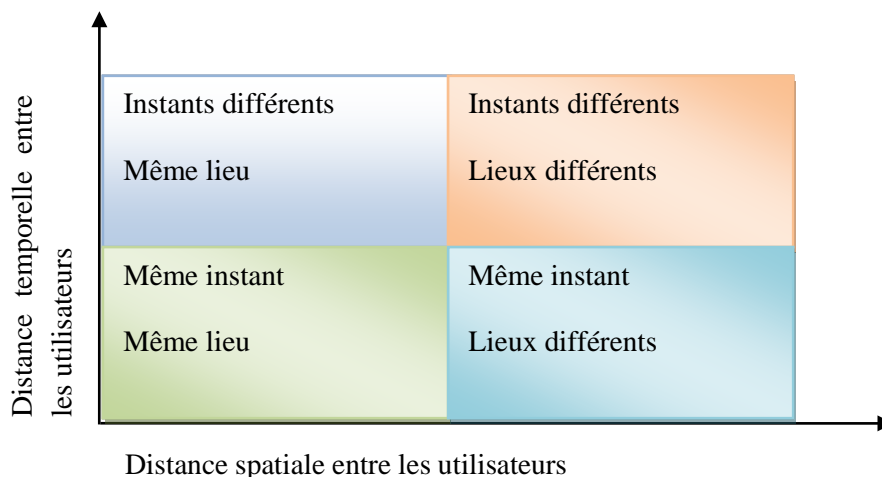 Distance temporelle entre
les utilisateurs
Instants différents
Même lieu
Instants différents
Lieux différents
Même instant
Même lieu
Même instant
Lieux différents
Distance spatiale entre les utilisateurs